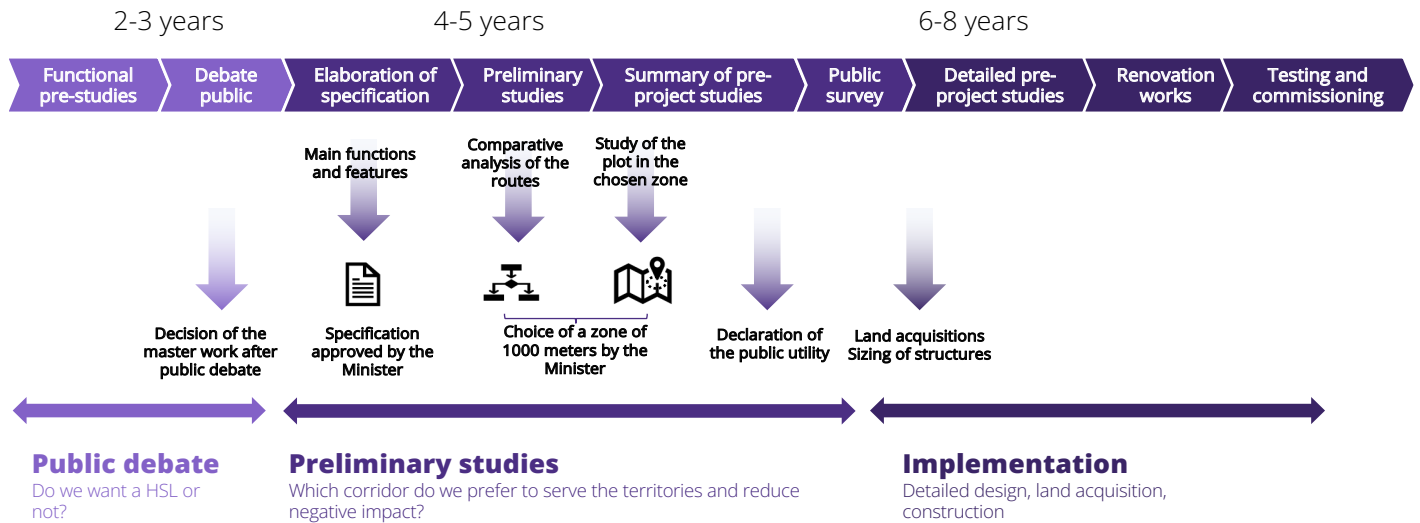 2-3 years
4-5 years
6-8 years
Functional
pre-studies
Debate
public
Elaboration of
specification
Preliminary
studies
Summary of pre-
project studies
Public
survey
Detailed pre-
project studies
Renovation
works
Testing and
commissioning
Main functions
and features
Comparative
analysis of the
routes
Study of the
plot in the
chosen zone
Decision of the
master work after
public debate
Specification
approved by the
Minister
Choice of a zone of
1000 meters by the
Minister
Declaration of
the public utility
Land acquisitions
Sizing of structures
Public debate
Do we want a HSL or
not?
Preliminary studies
Which corridor do we prefer to serve the territories and reduce
negative impact?
Implementation
Detailed design, land acquisition,
construction